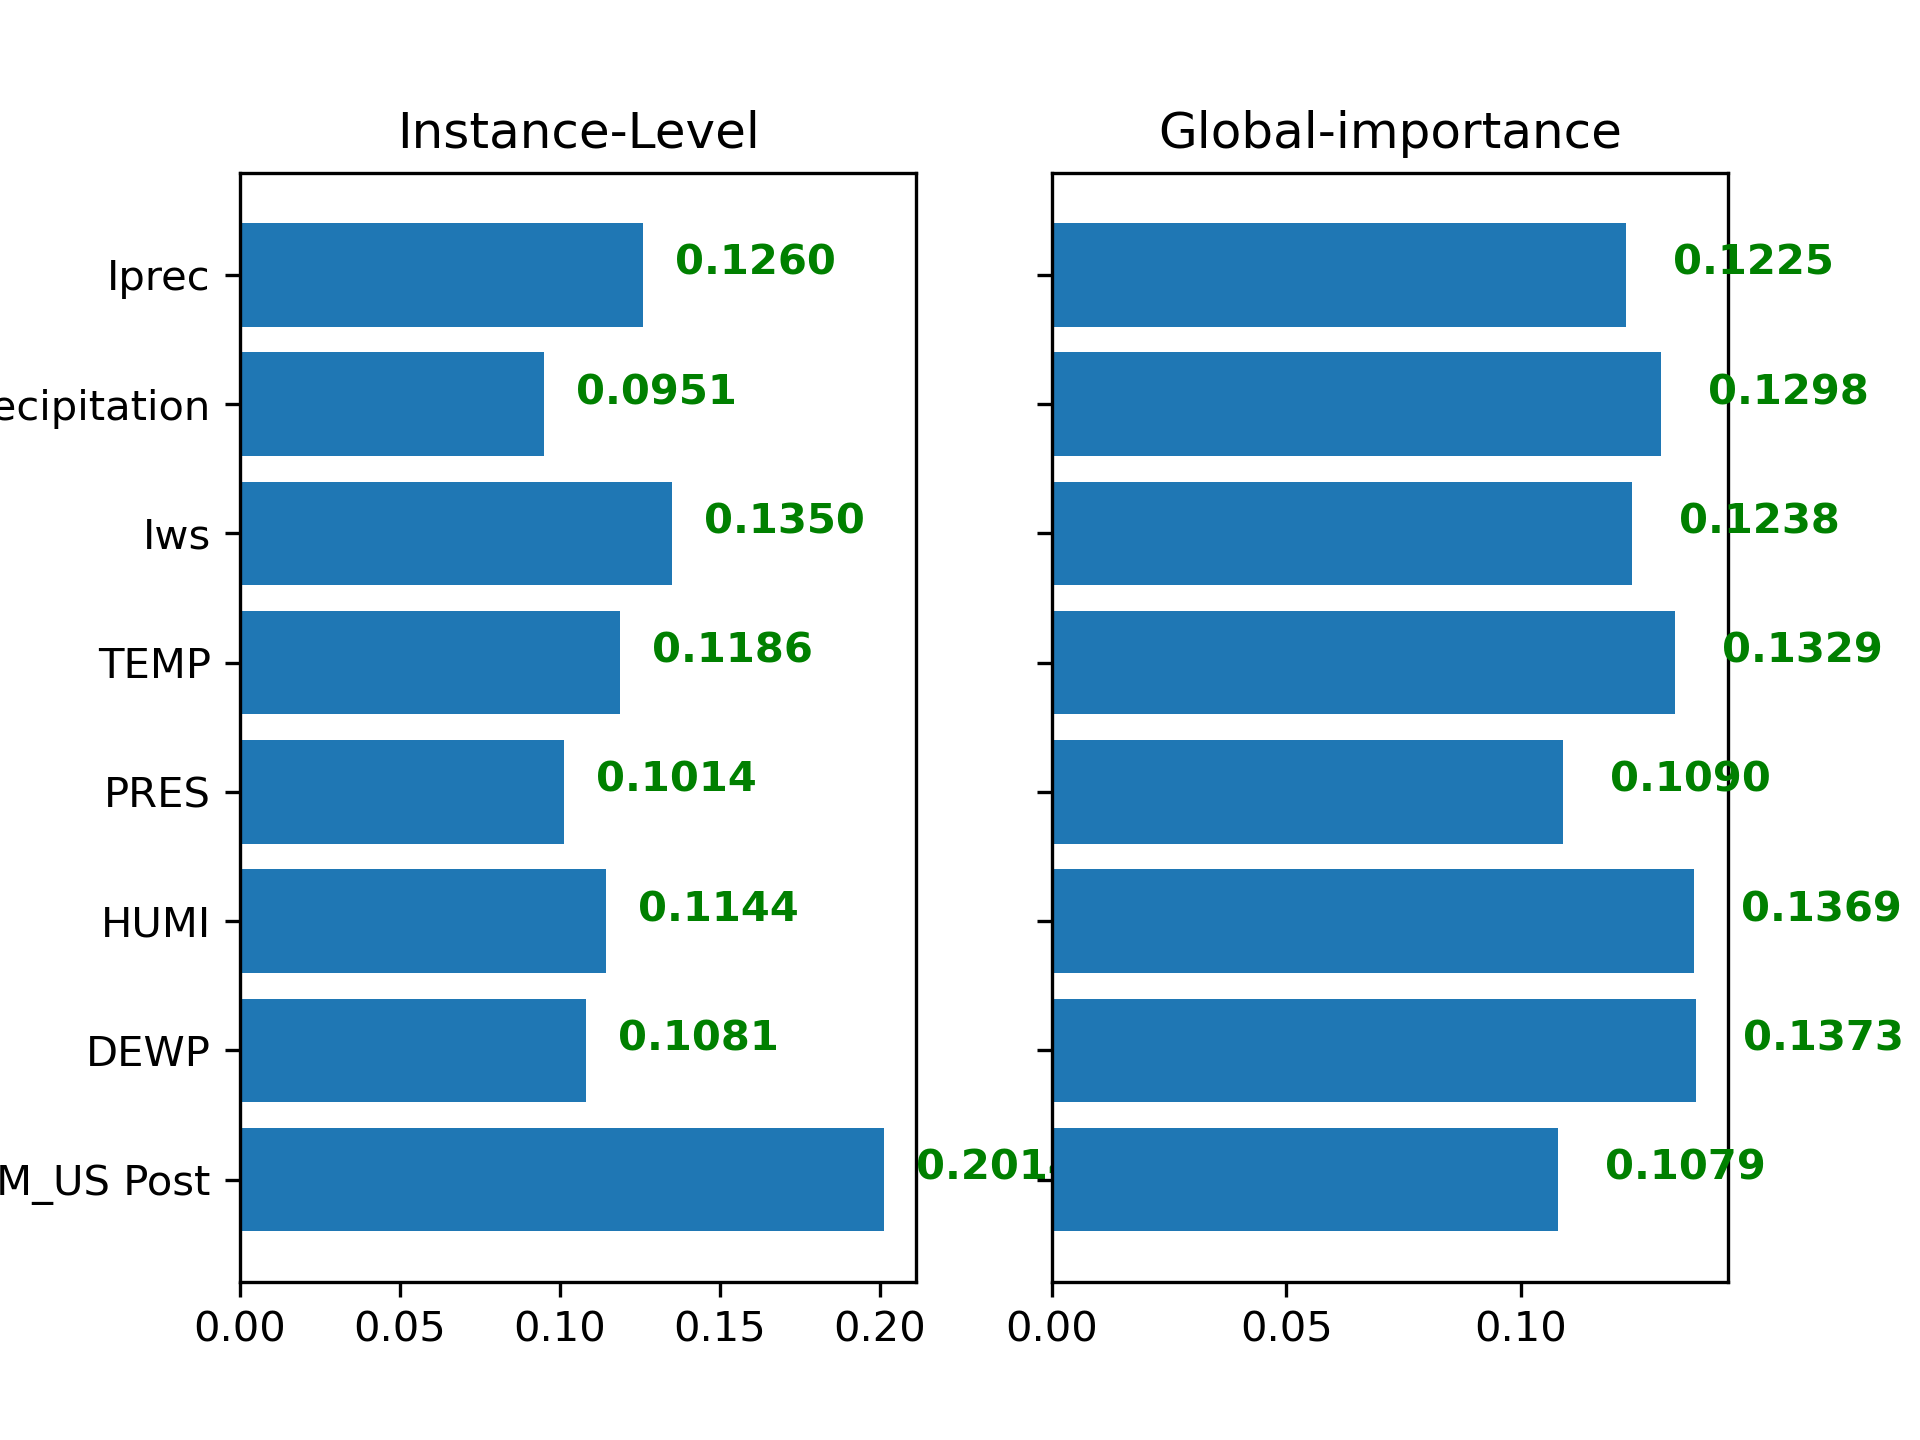 Instance-Level
Global-importance
Iprec
0.1260
0.1225
ecipitation
0.0951
0.1298
Iws
0.1350
0.1238
TEMP
0.1186
0.1329
PRES
0.1014
0.1090
HUMI
0.1144
0.1369
DEWP
0.1081
0.1373
M_US Post
0.201
0.1079
0.00 0.05 0.10 0.15 0.20
0.00 0.05 0.10